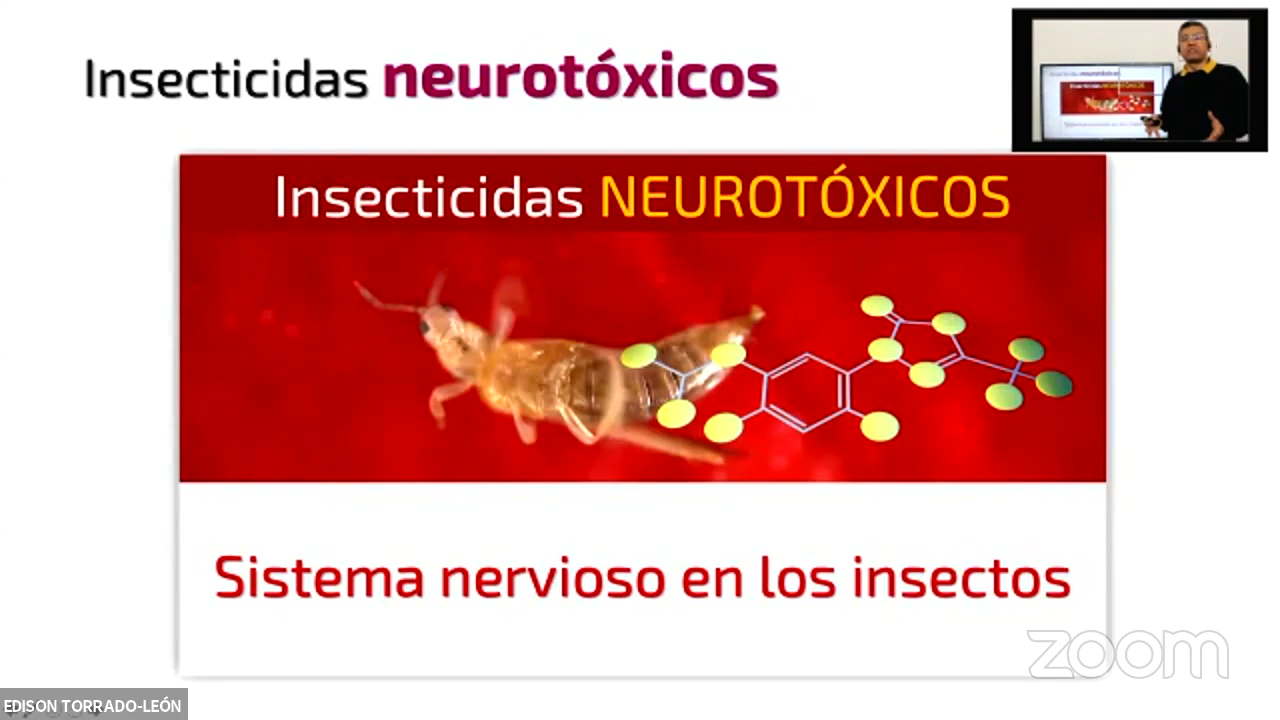 Insecticidas neurotóxicos
Insecticidas NEUROTÓXICOS
Sistema nervioso en los insectos
zoom
EDISON TORRADO-LEÓN